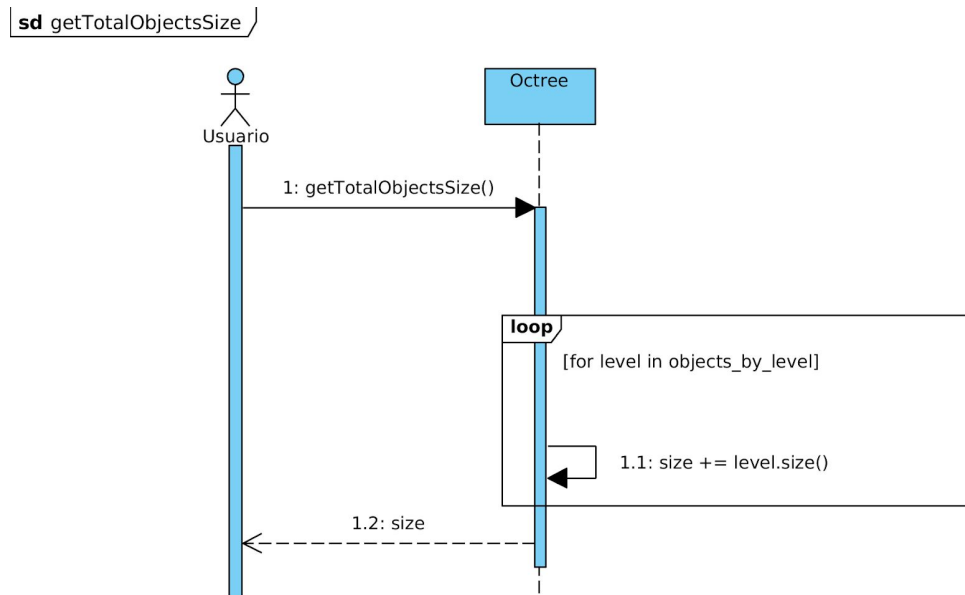 sd getTotalObjectsSize
Octree
Usuario
1: getTotalObjectsSize()
loop
[for level in objects_by_level]
1.1: size += level.size()
1.2: size